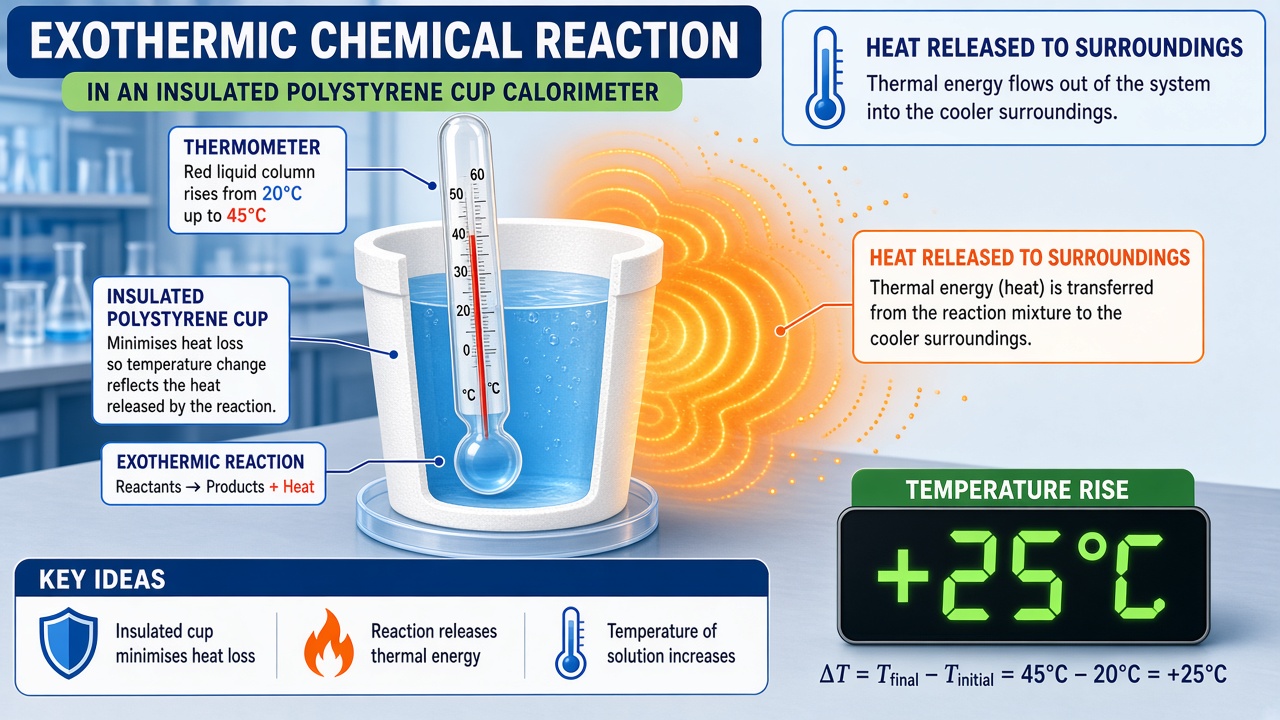 EXOTHERMIC CHEMICAL REACTION
IN AN INSULATED POLYSTYRENE CUP CALORIMETER
HEAT RELEASED TO SURROUNDINGS
Thermal energy flows out of the system
into the cooler surroundings.
THERMOMETER
Red liquid column
rises from 20°C
up to 45°C
60
50
40
30
20
0
°C °C
INSULATED
POLYSTYRENE CUP
Minimises heat loss
so temperature change
reflects the heat
released by the reaction.
EXOTHERMIC REACTION
Reactants → Products + Heat
HEAT RELEASED TO SURROUNDINGS
Thermal energy (heat) is transferred
from the reaction mixture to the
cooler surroundings.
TEMPERATURE RISE
+25°C
ΔT = Tfinal − Tinitial = 45°C − 20°C = +25°C
KEY IDEAS
Insulated cup
minimises heat loss
Reaction releases
thermal energy
Temperature of
solution increases